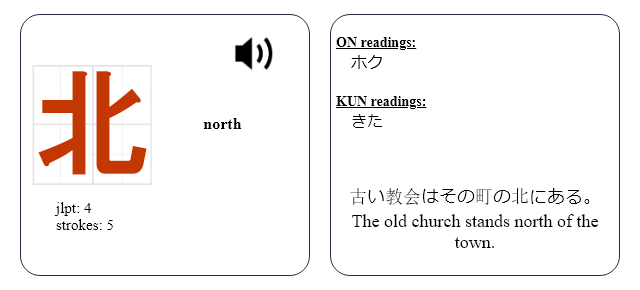 北
north
jlpt: 4
strokes: 5
ON readings:
ホク
KUN readings:
きた
古い教会はその町の北にある。
The old church stands north of the
town.